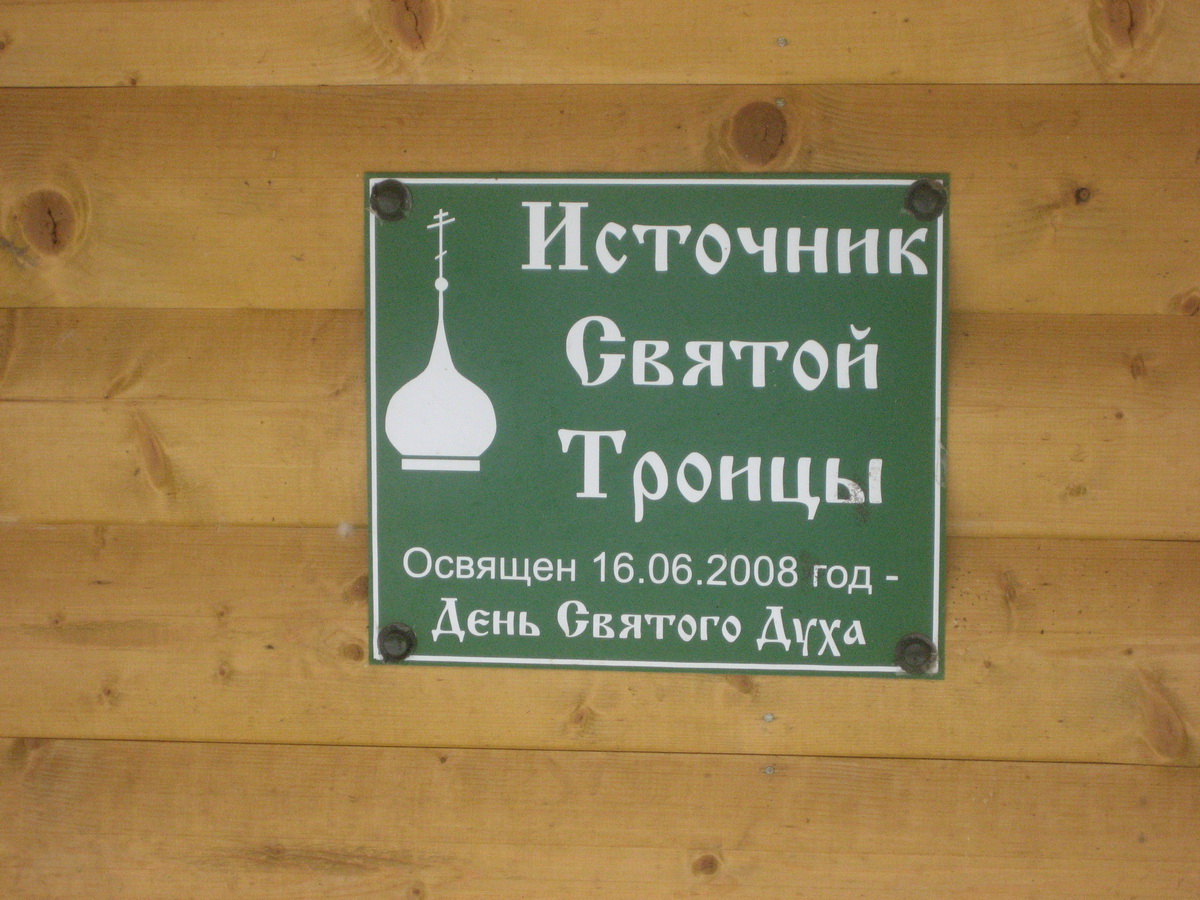 Источник
Святой
Троицы
Освящен 16.06.2008 год -
День Святого Духа